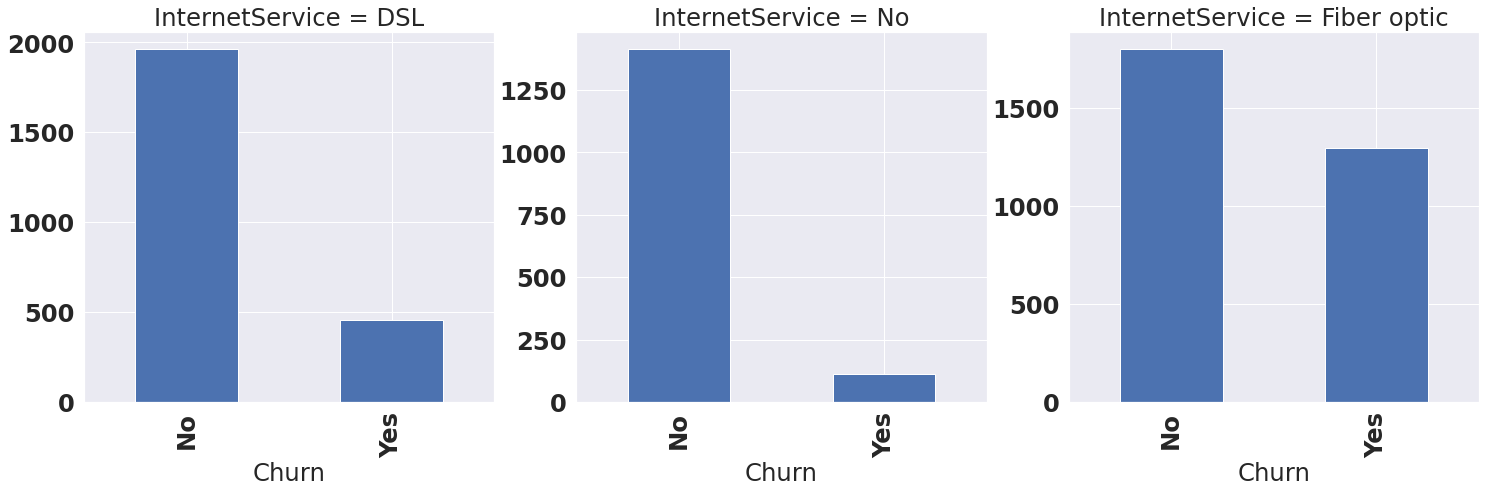 InternetService = DSL
2000
1500
1000
500
0
No
Yes
Churn
InternetService = No
1250
1000
750
500
250
0
No
Yes
Churn
InternetService = Fiber optic
1500
1000
500
0
No
Yes
Churn